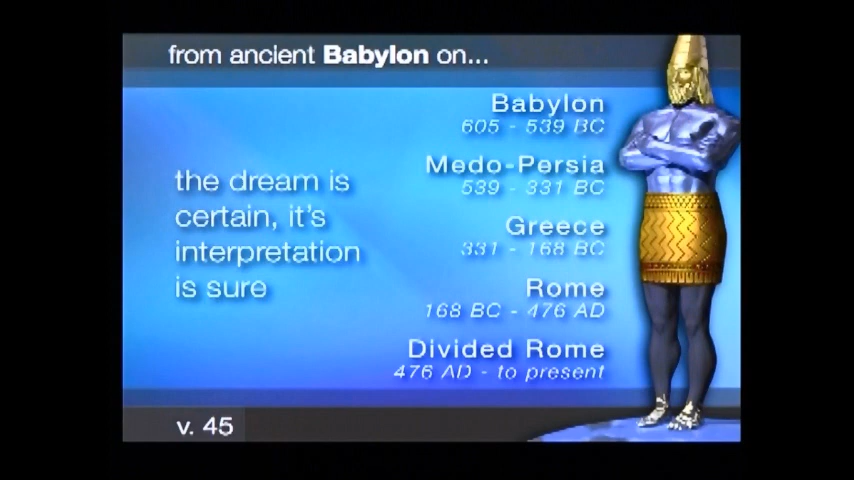 from ancient Babylon on...
the dream is
certain, it's
interpretation
is sure
Babylon
605 - 539 BC
Medo-Persia
539 - 331 BC
Greece
331 - 168 BC
Rome
168 BC - 476 AD
Divided Rome
476 AD - to present
v. 45